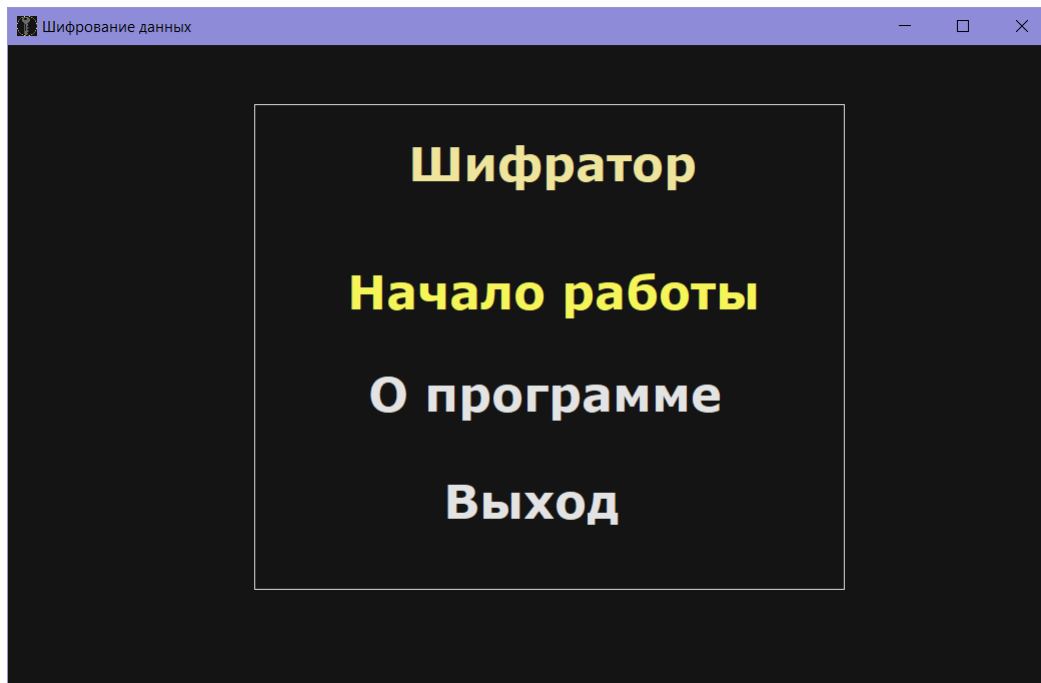 Шифрование данных
Шифратор
Начало работы
О программе
Выход